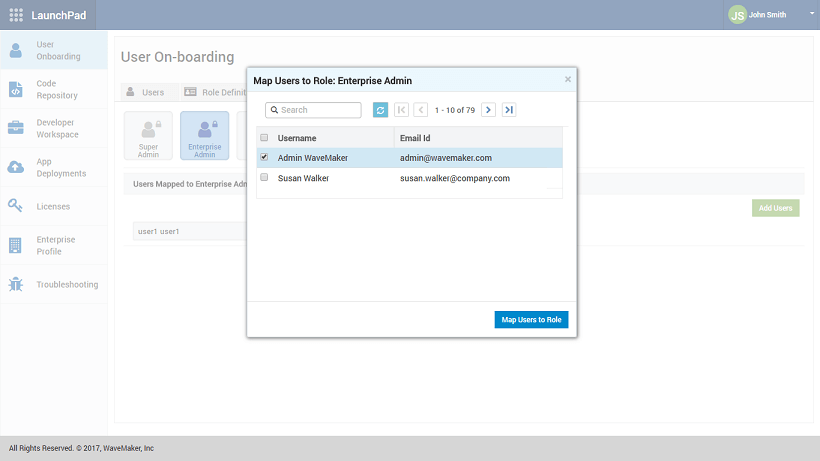 LaunchPad
JS John Smith
User
Onboarding
Code
Repository
Developer
Workspace
App
Deployments
Licenses
Enterprise
Profile
Troubleshooting
User On-boarding
Users
Role Definit
Super
Admin
Enterprise
Admin
Users Mapped to Enterprise Adm
Add Users
user1 user1
Map Users to Role: Enterprise Admin
×
Search
1 - 10 of 79
Username Email Id
Admin WaveMaker admin@wavemaker.com
Susan Walker susan.walker@company.com
Map Users to Role
All Rights Reserved. © 2017, WaveMaker, Inc